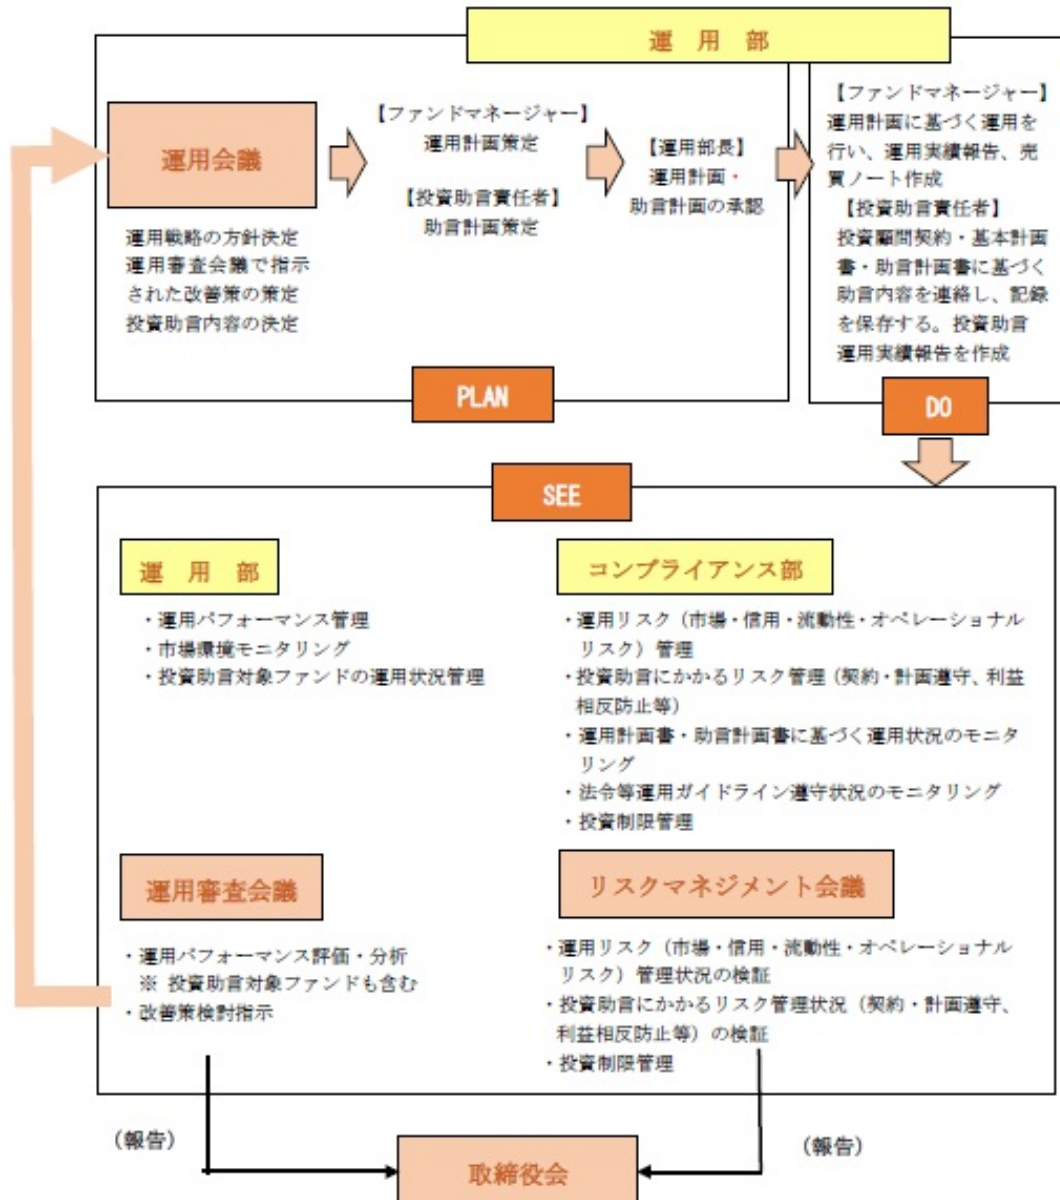 運 用 部
運用会議
運用戦略の方針決定
運用審査会議で指示
された改善策の策定
投資助言内容の決定
【ファンドマネージャー】
運用計画策定
【投資助言責任者】
助言計画策定
【運用部長】
運用計画・
助言計画の承認
PLAN
【ファンドマネージャー】
運用計画に基づく運用を
行い、運用実績報告、売
買ノート作成
【投資助言責任者】
投資顧問契約・基本計画
書・助言計画書に基づく
助言内容を連絡し、記録
を保存する。投資助言
運用実績報告を作成
DO
SEE
運 用 部
・運用パフォーマンス管理
・市場環境モニタリング
・投資助言対象ファンドの運用状況管理
コンプライアンス部
・運用リスク（市場・信用・流動性・オペレーショナル
リスク）管理
・投資助言にかかるリスク管理（契約・計画遵守、利益
相反防止等）
・運用計画書・助言計画書に基づく運用状況のモニタ
リング
・法令等運用ガイドライン遵守状況のモニタリング
・投資制限管理
運用審査会議
・運用パフォーマンス評価・分析
※ 投資助言対象ファンドも含む
・改善策検討指示
リスクマネジメント会議
・運用リスク（市場・信用・流動性・オペレーショナル
リスク）管理状況の検証
・投資助言にかかるリスク管理状況（契約・計画遵守、
利益相反防止等）の検証
・投資制限管理
（報告）
（報告）
取締役会